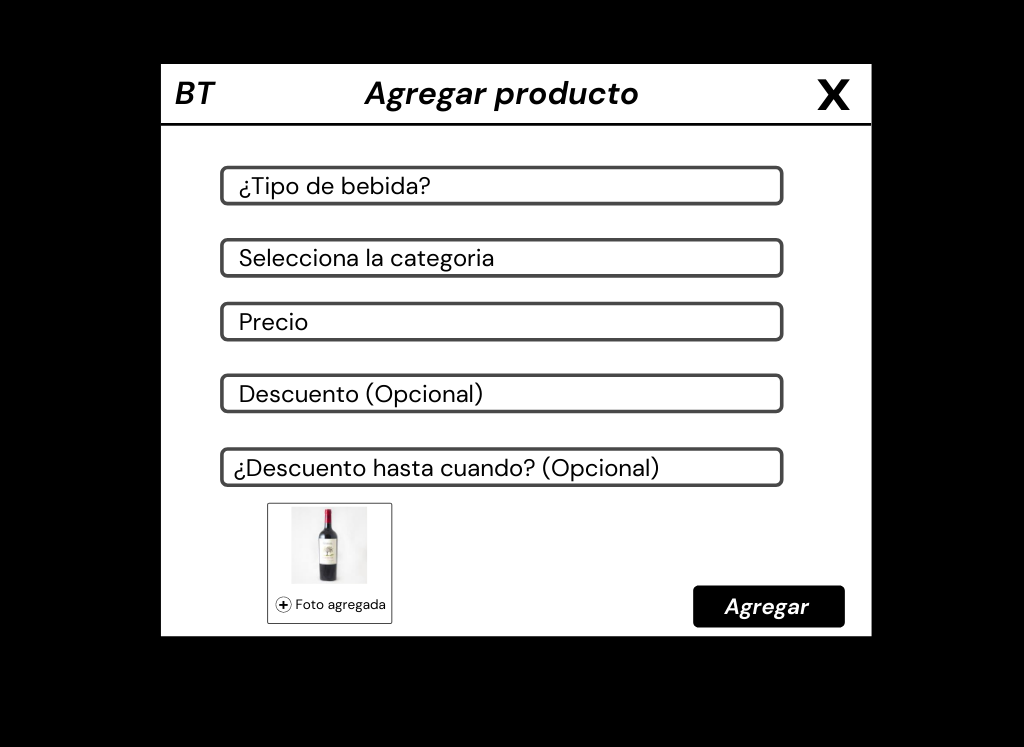 BT
Agregar producto
X
¿Tipo de bebida?
Selecciona la categoria
Precio
Descuento (Opcional)
¿Descuento hasta cuando? (Opcional)
Foto agregada
Agregar